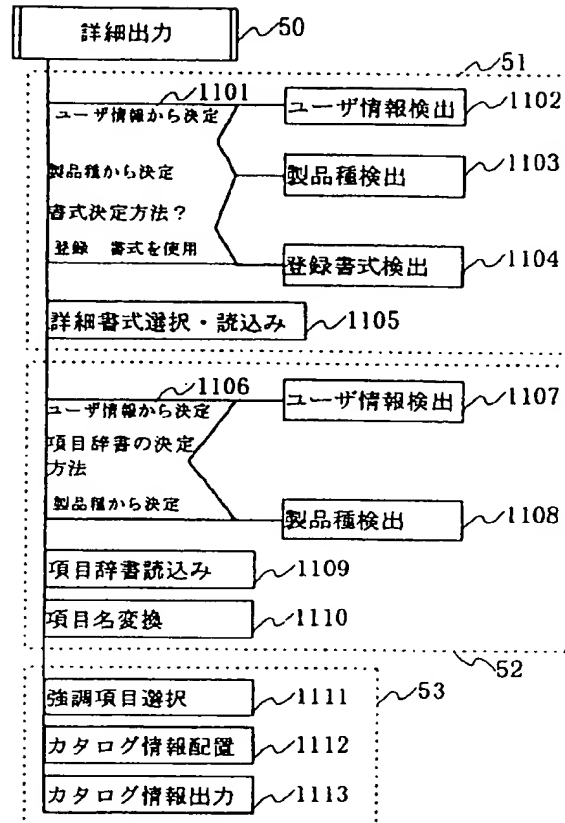 詳細出力 50
51
1101
ユーザ情報から決定
ユーザ情報検出 1102
製品種から決定
製品種検出 1103
書式決定方法?
登録 書式を使用
登録書式検出 1104
詳細書式選択・読込み 1105
1106
ユーザ情報から決定
ユーザ情報検出 1107
項目辞書の決定
方法
製品種から決定
製品種検出 1108
項目辞書読込み 1109
項目名変換 1110
52
53
強調項目選択 1111
カタログ情報配置 1112
カタログ情報出力 1113